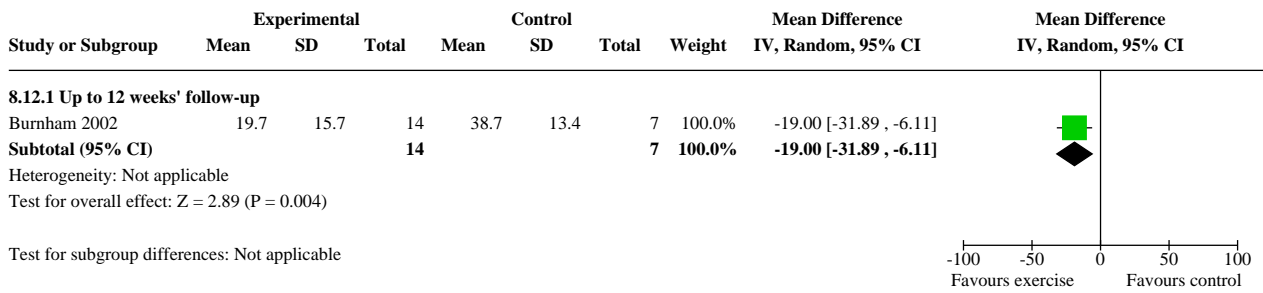 Experimental Control Mean Difference Mean Difference
Study or Subgroup Mean SD Total Mean SD Total Weight IV, Random, 95% CI IV, Random, 95% CI
8.12.1 Up to 12 weeks' follow-up
Burnham 2002 19.7 15.7 14 38.7 13.4 7 100.0% -19.00 [-31.89 , -6.11]
Subtotal (95% CI) 14 7 100.0% -19.00 [-31.89 , -6.11]
Heterogeneity: Not applicable
Test for overall effect: Z = 2.89 (P = 0.004)
Test for subgroup differences: Not applicable
-100 -50 0 50 100
Favours exercise Favours control